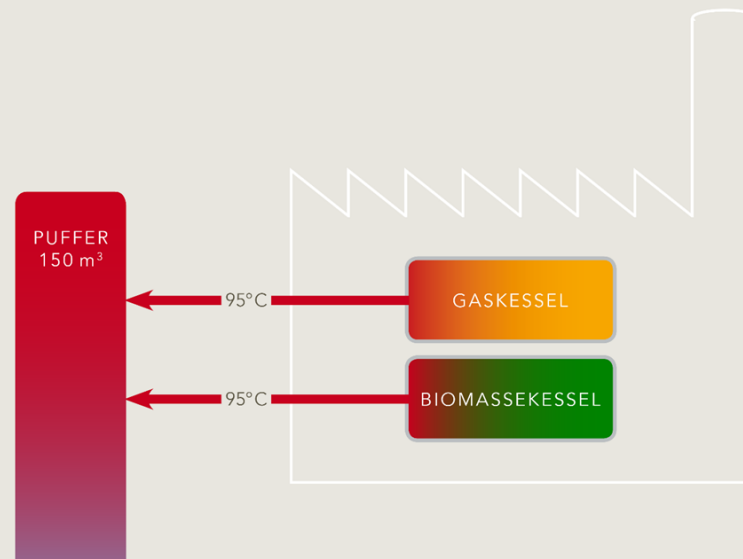 PUFFER
150 m³
95°C
GASKESSEL
95°C
BIOMASSEKESSEL